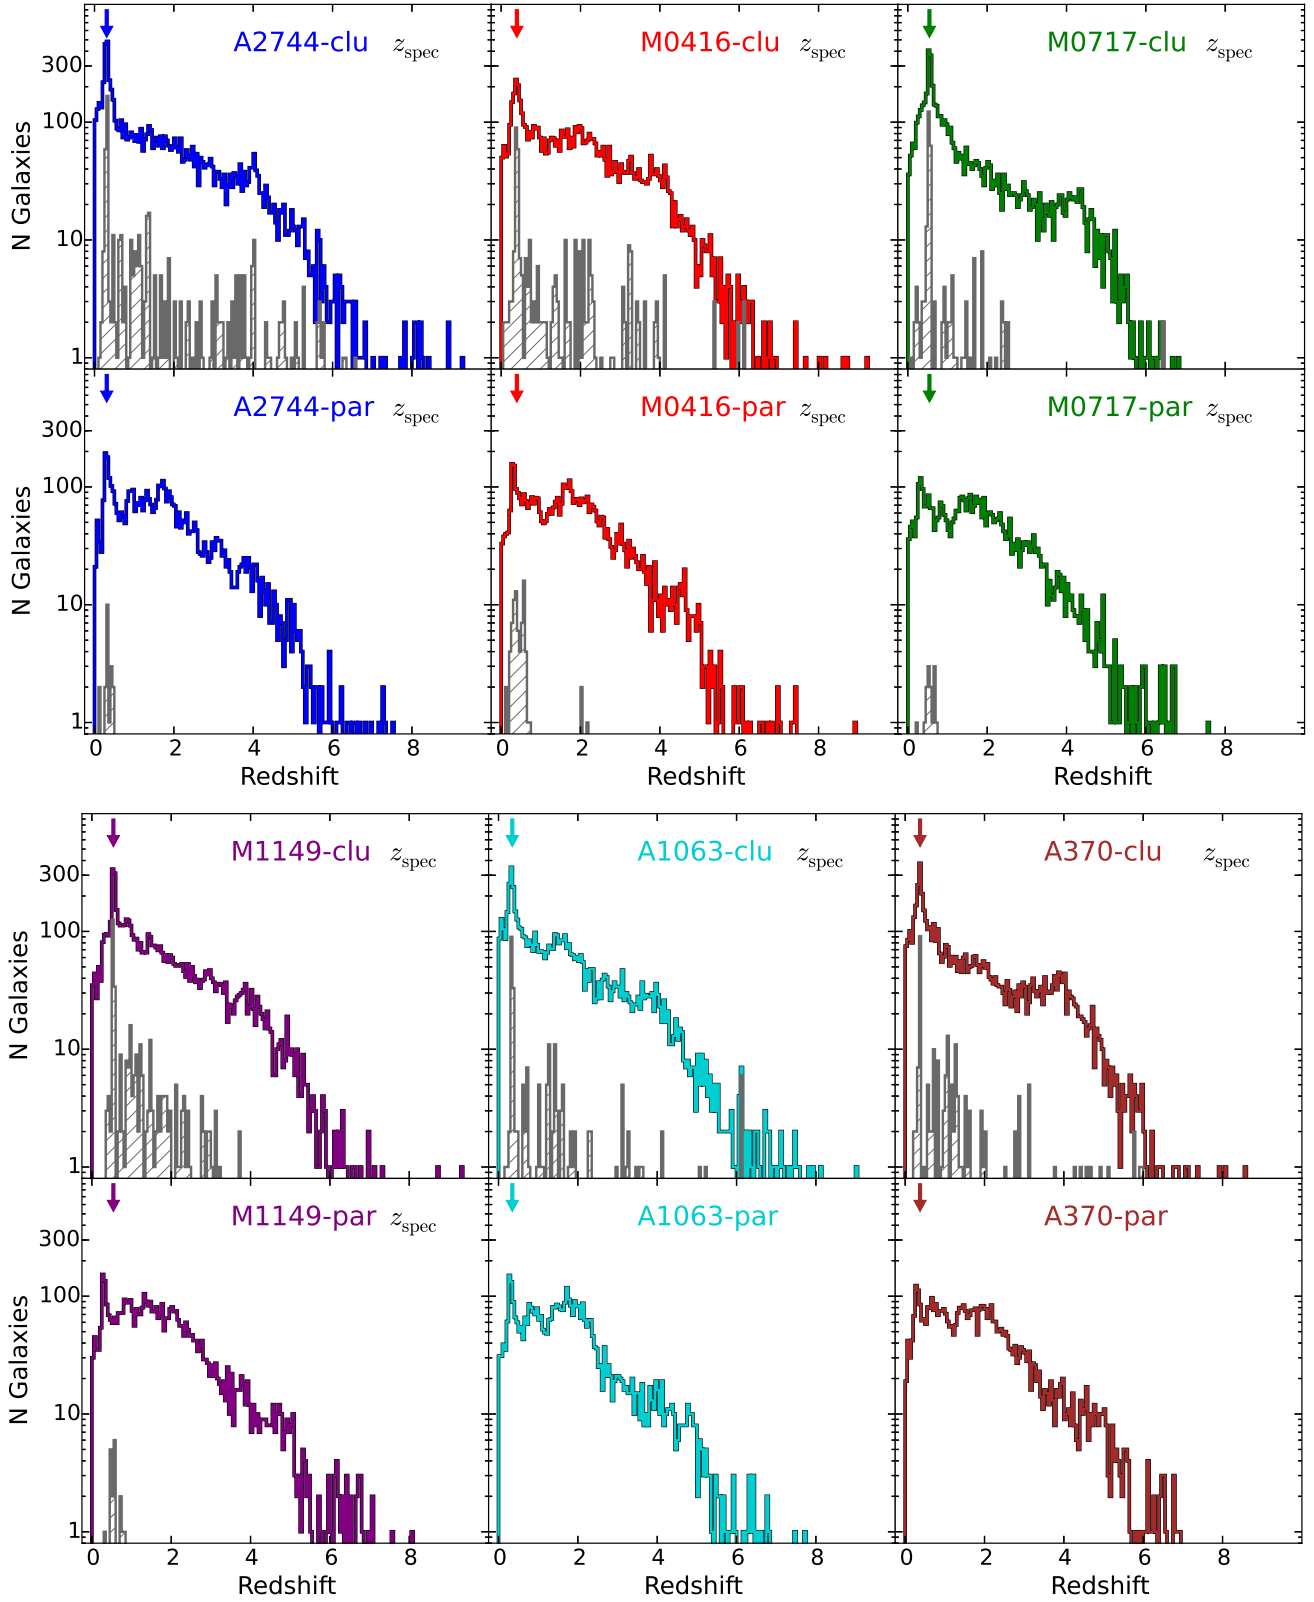 A2744-clu z_spec M0416-clu z_spec M0717-clu z_spec
300
100
10
1
N Galaxies
A2744-par z_spec M0416-par z_spec M0717-par z_spec
300
100
10
1
N Galaxies
0 2 4 6 8 0 2 4 6 8 0 2 4 6 8
Redshift Redshift Redshift
M1149-clu z_spec A1063-clu z_spec A370-clu z_spec
300
100
10
1
N Galaxies
M1149-par z_spec A1063-par A370-par
300
100
10
1
N Galaxies
0 2 4 6 8 0 2 4 6 8 0 2 4 6 8
Redshift Redshift Redshift